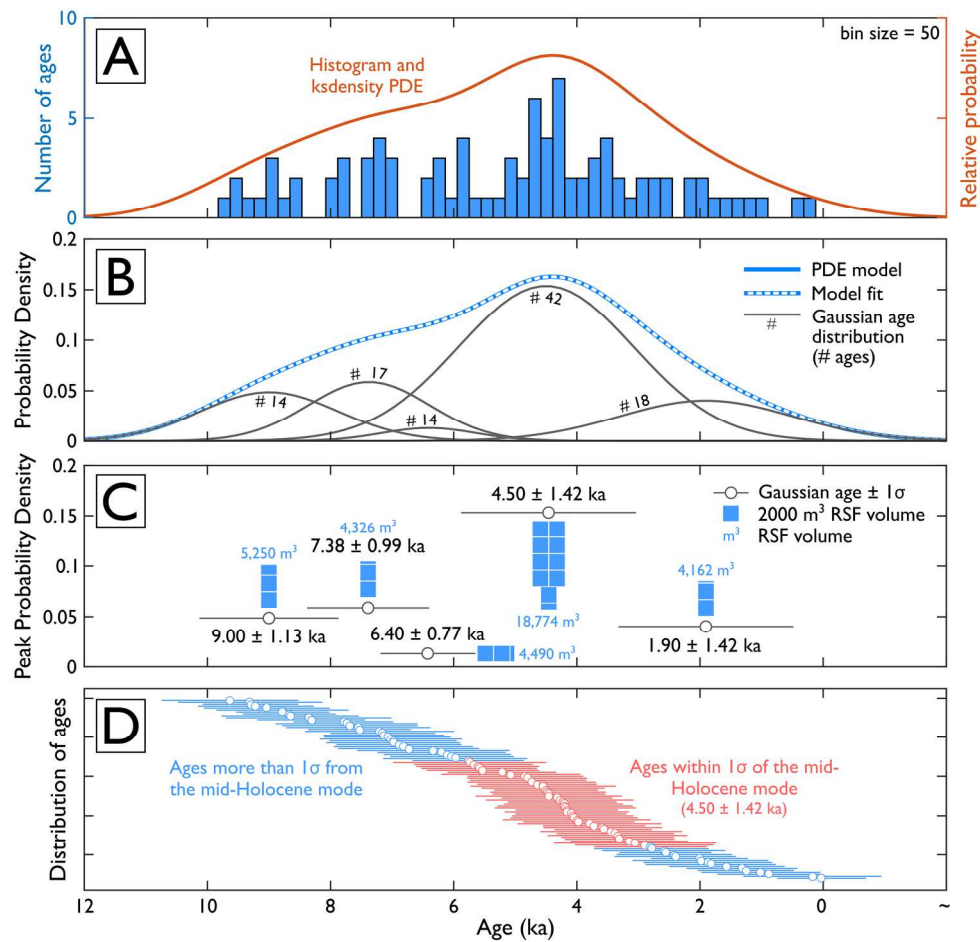 A
bin size = 50
Histogram and
ksdensity PDE
Number of ages
Relative probability
10
5
0
B
PDE model
Model fit
# Gaussian age
distribution
(# ages)
# 42
# 17
# 14
# 14
# 18
Probability Density
0.2
0.15
0.1
0.05
0
C
4.50 ± 1.42 ka
Gaussian age ± 1σ
2000 m³ RSF volume
m³ RSF volume
5,250 m³
4,326 m³
7.38 ± 0.99 ka
4,162 m³
18,774 m³
9.00 ± 1.13 ka
6.40 ± 0.77 ka
4,490 m³
1.90 ± 1.42 ka
Peak Probability Density
0.2
0.15
0.1
0.05
0
D
Ages more than 1σ from
the mid-Holocene mode
Ages within 1σ of the mid-
Holocene mode
(4.50 ± 1.42 ka)
Distribution of ages
12 10 8 6 4 2 0 ~
Age (ka)